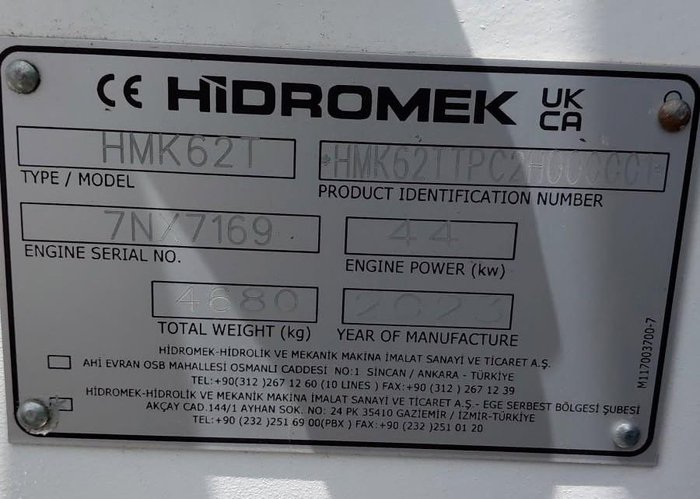 CE HİDROMEK UK CA
HMK62T
TYPE / MODEL
PRODUCT IDENTIFICATION NUMBER
7N/7169
44
ENGINE SERIAL NO.
ENGINE POWER (kw)
4680
TOTAL WEIGHT (kg)
YEAR OF MANUFACTURE
HİDROMEK-HİDROLİK VE MEKANİK MAKİNA İMALAT SANAYİ VE TİCARET A.Ş.
AHİ EVRAN OSB MAHALLESİ OSMANLI CADDESİ NO:1 SİNCAN / ANKARA - TÜRKİYE
TEL:+90(312 )267 12 60 (10 LINES ) FAX:+90 (312 ) 267 12 39
HİDROMEK-HİDROLİK VE MEKANİK MAKİNA İMALAT SANAYİ VE TİCARET A.Ş.- EGE SERBEST BÖLGESİ ŞUBESI
AKÇAY CAD.144/1 AYHAN SOK. NO: 24 PK 35410 GAZİEMİR / İZMİR-TÜRKİYE
TEL:+90 (232 )251 69 00(PBX ) FAX:+90 (232 )251 01 20
M117003700-7